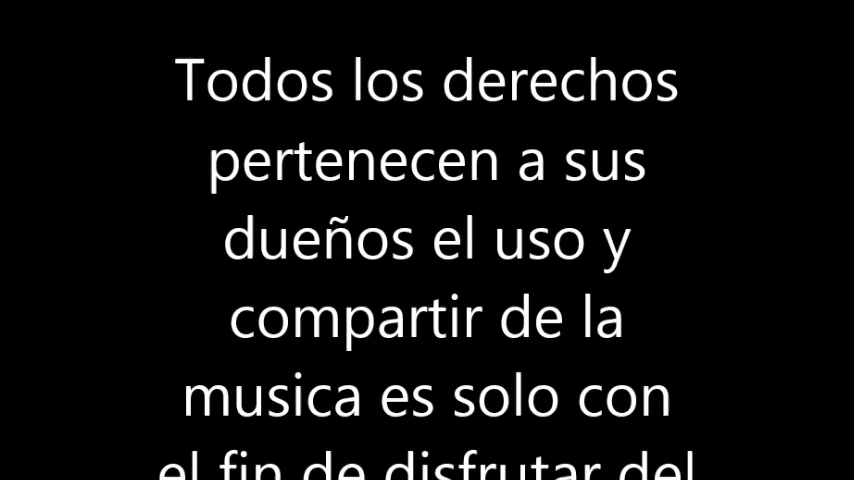 Todos los derechos
pertenecen a sus
dueños el uso y
compartir de la
musica es solo con
el fin de disfrutar del